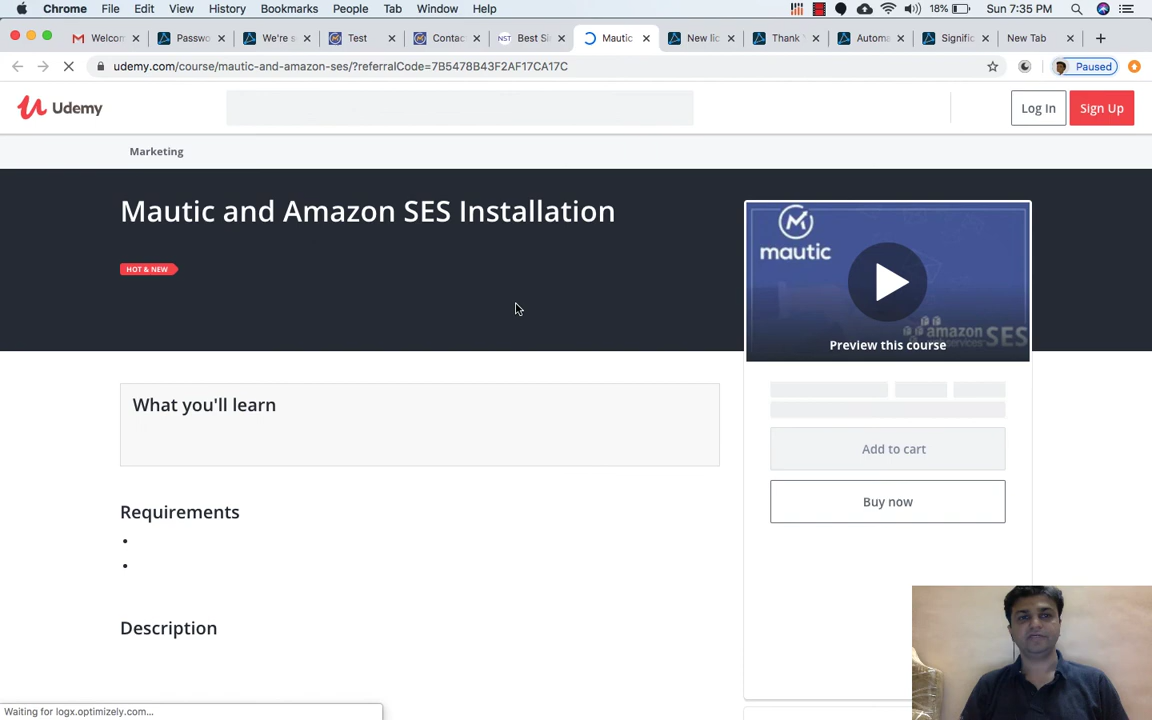 Chrome File Edit View History Bookmarks People Tab Window Help 18% Sun 7:35 PM
Welcom Passwo We're s Test Contac NST Best Si Mautic New lic Thank Y Automa Signific New Tab
udemy.com/course/mautic-and-amazon-ses/?referralCode=7B5478B43F2AF17CA17C Paused
Udemy Log In Sign Up
Marketing
Mautic and Amazon SES Installation
HOT & NEW
mautic
amazon
services SES
Preview this course
What you'll learn
Add to cart
Buy now
Requirements
Description
Waiting for logx.optimizely.com...